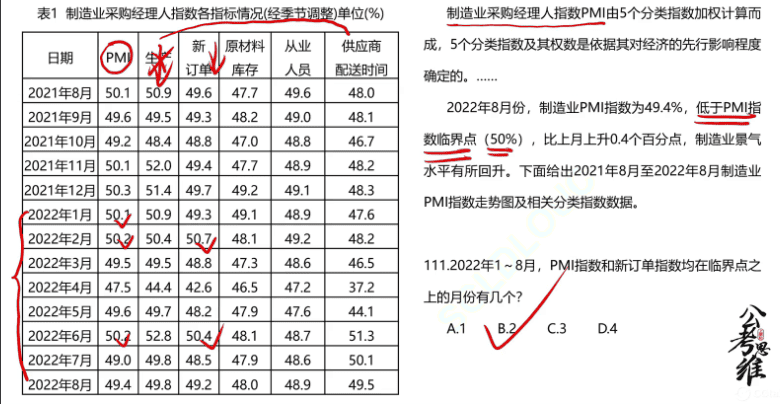 表1 制造业采购经理人指数各指标情况(经季节调整)单位(%)
日期 PMI 生产 新订单 原材料库存 从业人员 供应商配送时间
2021年8月 50.1 50.9 49.6 47.7 49.6 48.0
2021年9月 49.6 49.5 49.3 48.2 49.0 48.1
2021年10月 49.2 48.4 48.8 47.0 48.8 46.7
2021年11月 50.1 52.0 49.4 47.7 48.9 48.2
2021年12月 50.3 51.4 49.7 49.2 49.1 48.3
2022年1月 50.1 50.9 49.3 49.1 48.9 47.6
2022年2月 50.2 50.4 50.7 48.1 49.2 48.2
2022年3月 49.5 49.5 48.8 47.3 48.6 46.5
2022年4月 47.5 44.4 42.6 46.5 47.2 37.2
2022年5月 49.6 49.7 48.2 47.9 47.6 44.1
2022年6月 50.2 52.8 50.4 48.1 48.7 51.3
2022年7月 49.0 49.8 48.5 47.9 48.6 50.1
2022年8月 49.4 49.8 49.2 48.0 48.9 49.5
制造业采购经理人指数PMI由5个分类指数加权计算而
成，5个分类指数及其权数是依据其对经济的先行影响程度
确定的。……
2022年8月份，制造业PMI指数为49.4%，低于PMI指
数临界点（50%），比上月上升0.4个百分点，制造业景气
水平有所回升。下面给出2021年8月至2022年8月制造业
PMI指数走势图及相关分类指数数据。
111.2022年1～8月，PMI指数和新订单指数均在临界点之
上的月份有几个?
A.1 B.2 C.3 D.4
公考思维